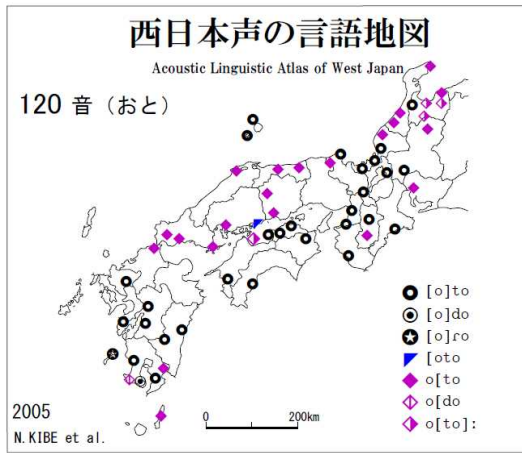 西日本声の言語地図
Acoustic Linguistic Atlas of West Japan
120 音（おと）
[o]to
[o]do
[o]ro
[oto
o[to
o[do
o[to]:
2005
N.KIBE et al.
0 200km